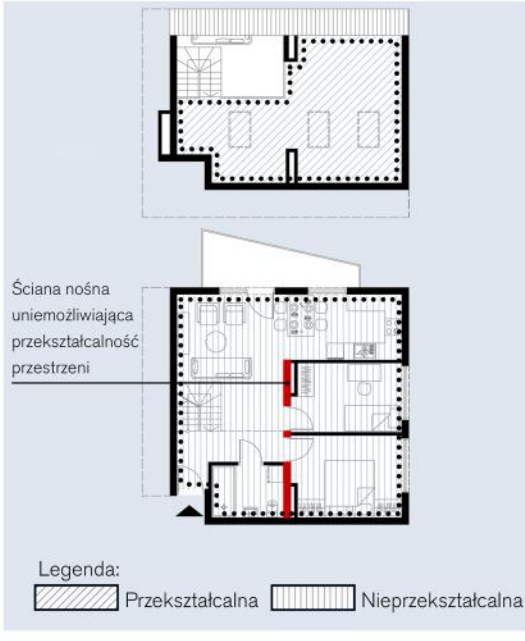 Ściana nośna
uniemożliwiająca
przekształcalność
przestrzeni
Legenda:
Przekształcalna
Nieprzekształcalna